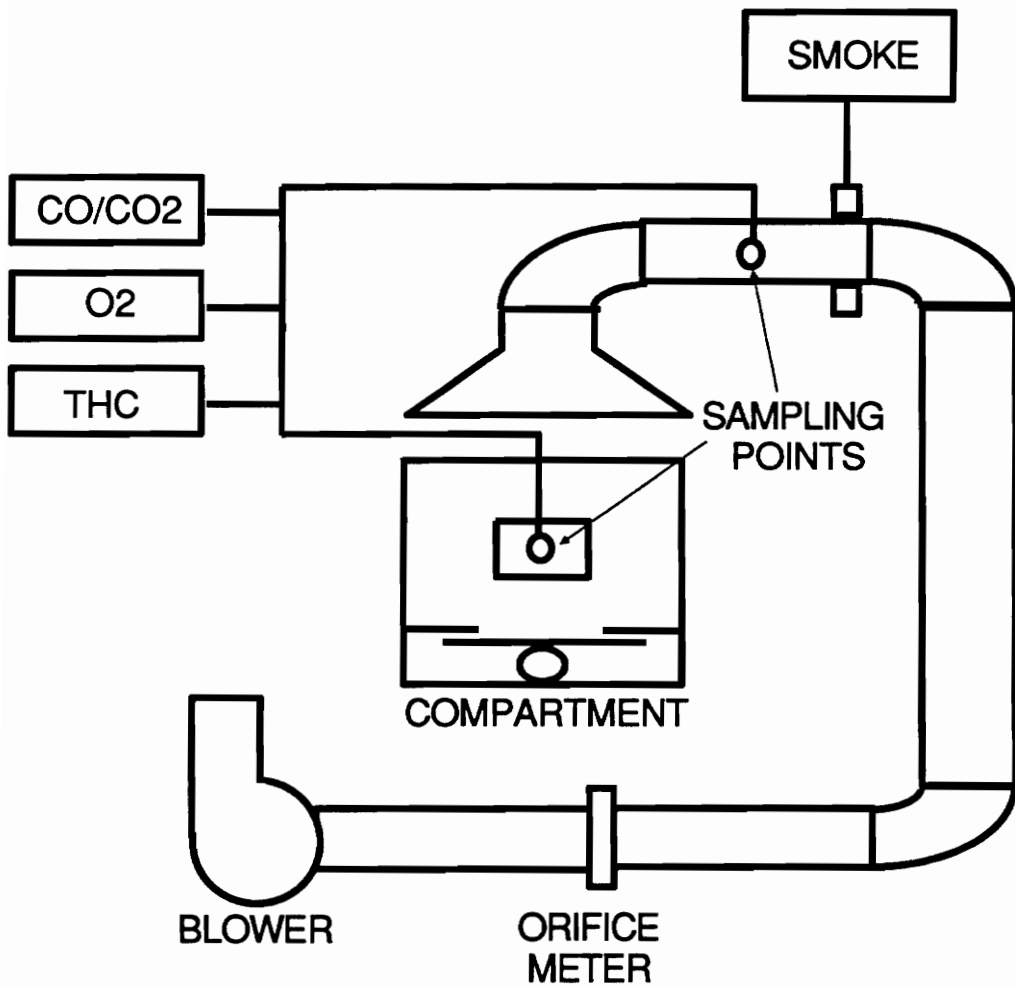 SMOKE
CO/CO2
O2
THC
SAMPLING
POINTS
COMPARTMENT
BLOWER
ORIFICE
METER